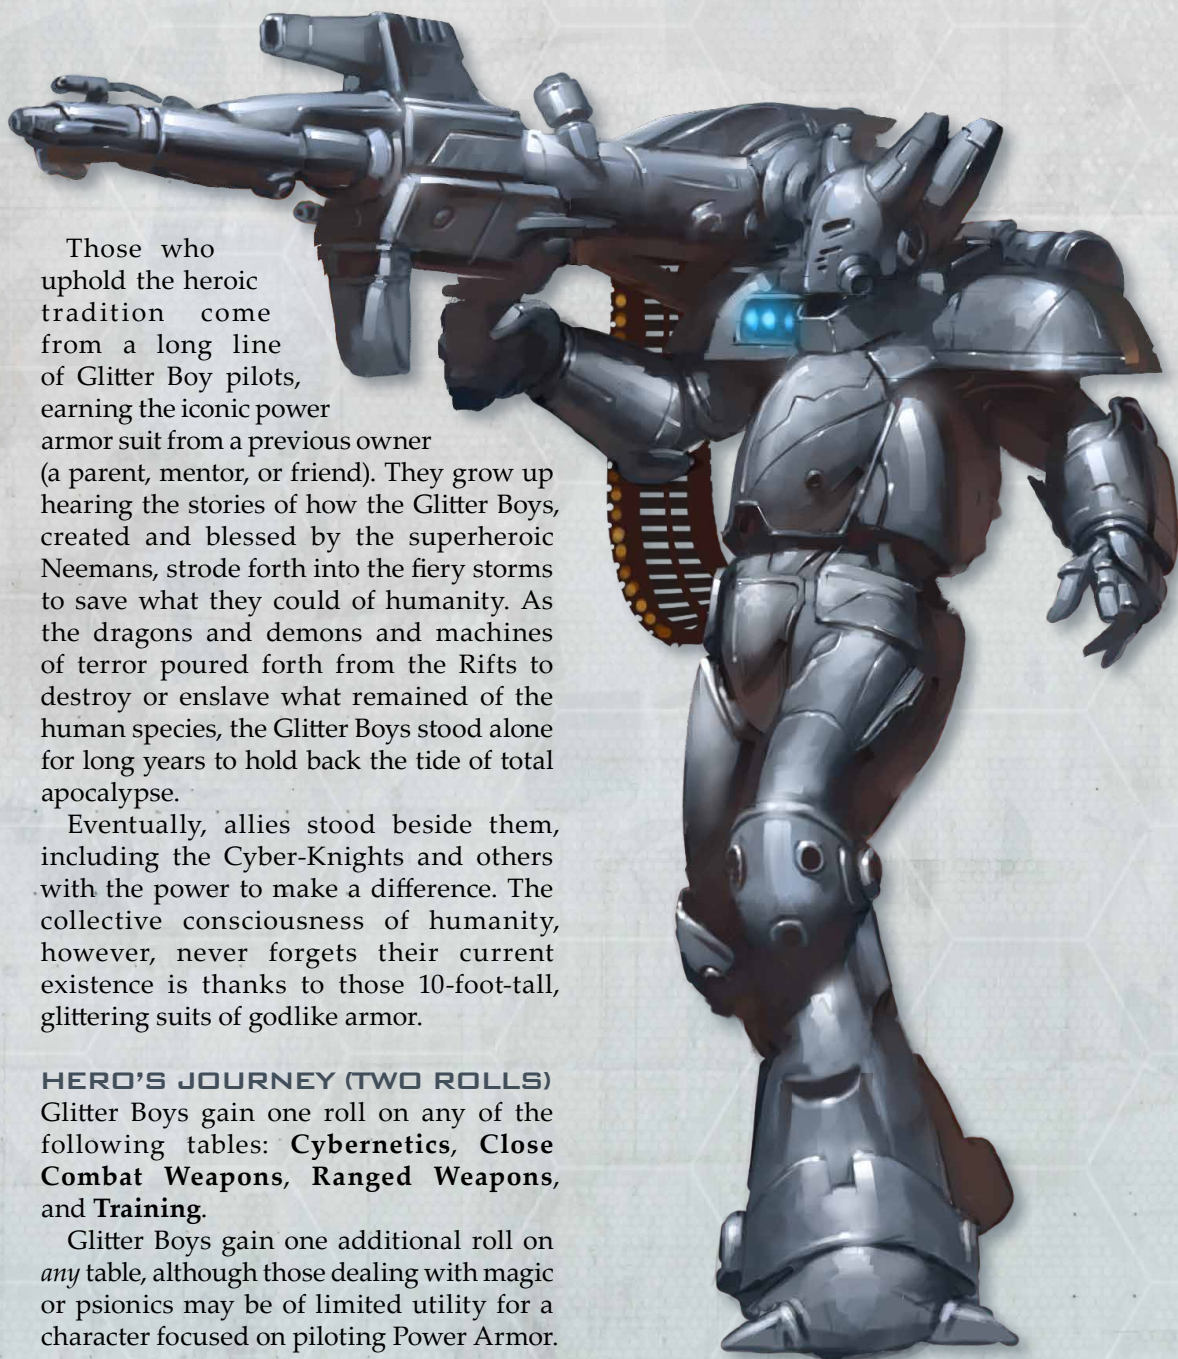 Those who
uphold the heroic
tradition come
from a long line
of Glitter Boy pilots,
earning the iconic power
armor suit from a previous owner
(a parent, mentor, or friend). They grow up
hearing the stories of how the Glitter Boys,
created and blessed by the superheroic
Neemans, strode forth into the fiery storms
to save what they could of humanity. As
the dragons and demons and machines
of terror poured forth from the Rifts to
destroy or enslave what remained of the
human species, the Glitter Boys stood alone
for long years to hold back the tide of total
apocalypse.
Eventually, allies stood beside them,
including the Cyber-Knights and others
with the power to make a difference. The
collective consciousness of humanity,
however, never forgets their current
existence is thanks to those 10-foot-tall,
glittering suits of godlike armor.
HERO'S JOURNEY (TWO ROLLS)
Glitter Boys gain one roll on any of the
following tables: Cybernetics, Close
Combat Weapons, Ranged Weapons,
and Training.
Glitter Boys gain one additional roll on
any table, although those dealing with magic
or psionics may be of limited utility for a
character focused on piloting Power Armor.